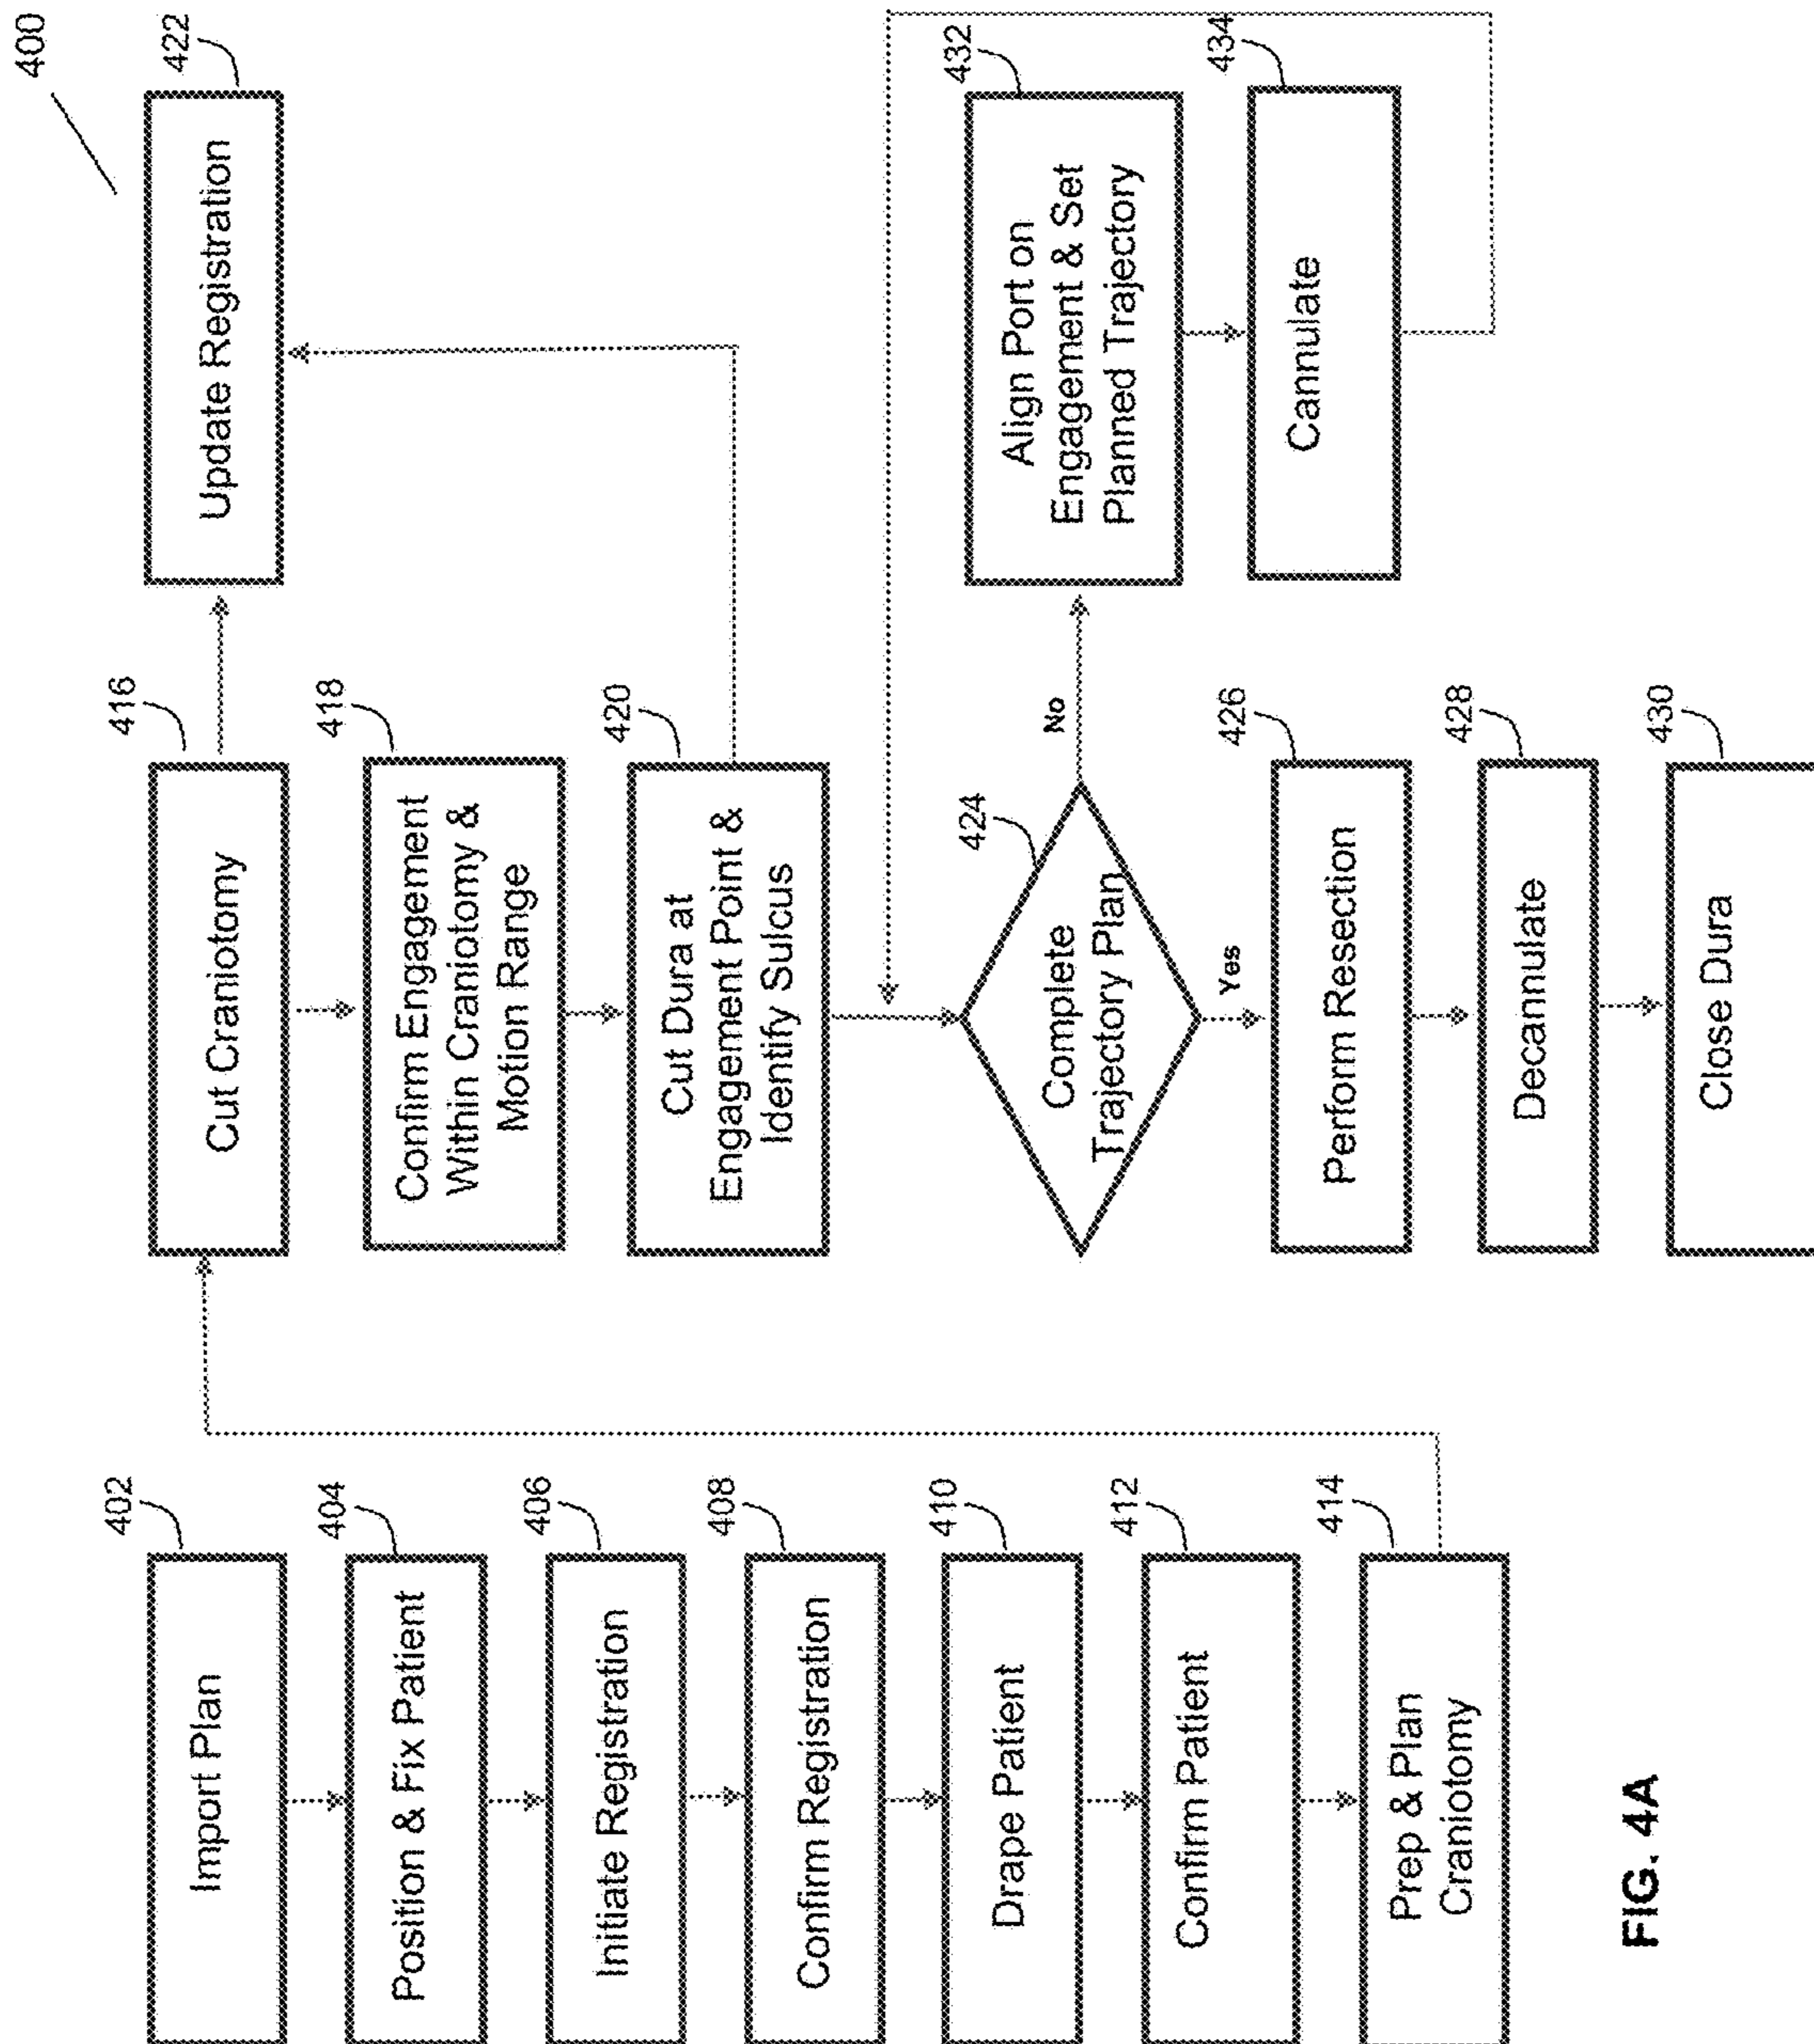 400
402
Import Plan
404
Position & Fix Patient
406
Initiate Registration
408
Confirm Registration
410
Drape Patient
412
Confirm Patient
414
Prep & Plan
Craniotomy
416
Cut Craniotomy
418
Confirm Engagement
Within Craniotomy &
Motion Range
420
Cut Dura at
Engagement Point &
Identify Sulcus
422
Update Registration
424
Complete
Trajectory Plan
No
Yes
426
Perform Resection
428
Decannulate
430
Close Dura
432
Align Port on
Engagement & Set
Planned Trajectory
434
Cannulate
FIG. 4A